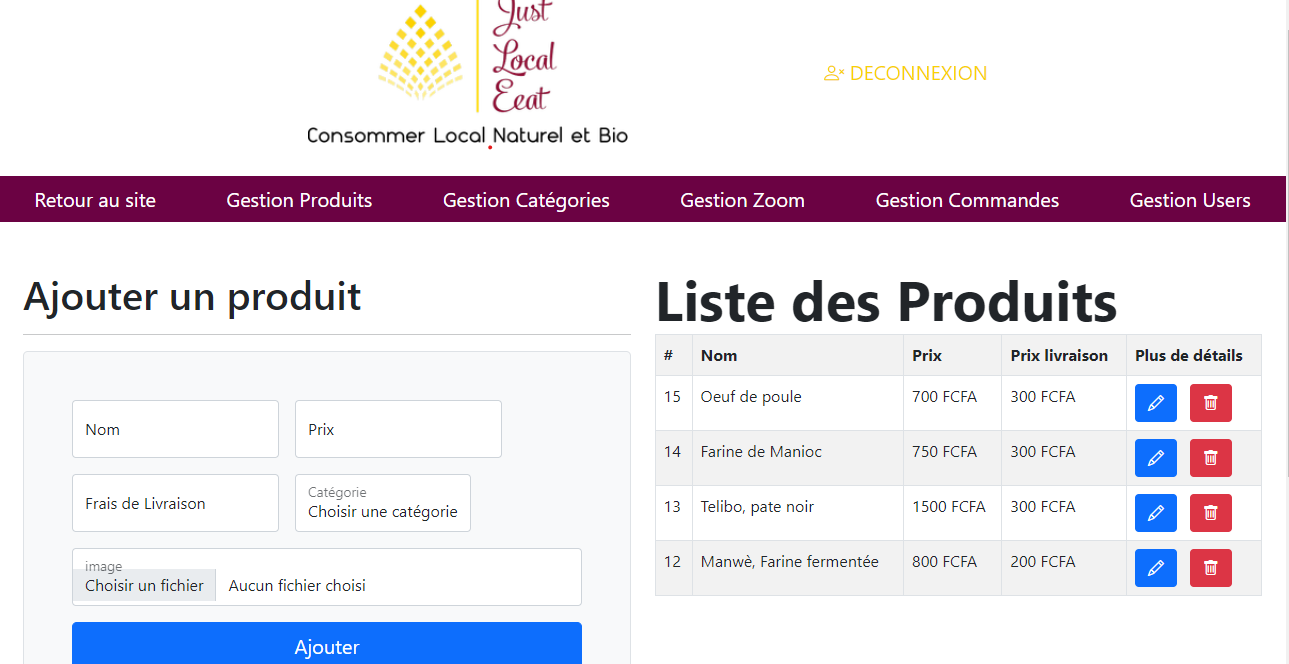 Just
Local
Eeat
Consommer Local Naturel et Bio
DECONNEXION
Retour au site Gestion Produits Gestion Catégories Gestion Zoom Gestion Commandes Gestion Users
Ajouter un produit
Nom Prix
Frais de Livraison Catégorie
Choisir une catégorie
image
Choisir un fichier Aucun fichier choisi
Ajouter
Liste des Produits
# Nom Prix Prix livraison Plus de détails
15 Oeuf de poule 700 FCFA 300 FCFA
14 Farine de Manioc 750 FCFA 300 FCFA
13 Telibo, pate noir 1500 FCFA 300 FCFA
12 Manwè, Farine fermentée 800 FCFA 200 FCFA